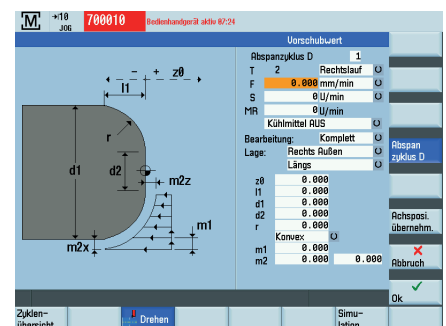 M →10 JOG 700010 Bedienhandgerät aktiv 07:24
Vorschubwert
Abspanzyklus D 1
T 2 Rechtslauf
F 0.000 mm/min
S 0 U/min
MR 0 U/min
Kühlmittel AUS
Bearbeitung: Komplett
Lage: Rechts Außen
Längs
z0 0.000
l1 0.000
d1 0.000
d2 0.000
r 0.000
Konvex
m1 0.000
m2 0.000 0.000
- + z0
l1
r
d1
d2
m2z
m1
m2x
Abspan
zyklus D
Achsposi.
übernehm.
Abbruch
Ok
Zyklen-
übersicht
Drehen
Simu-
lation